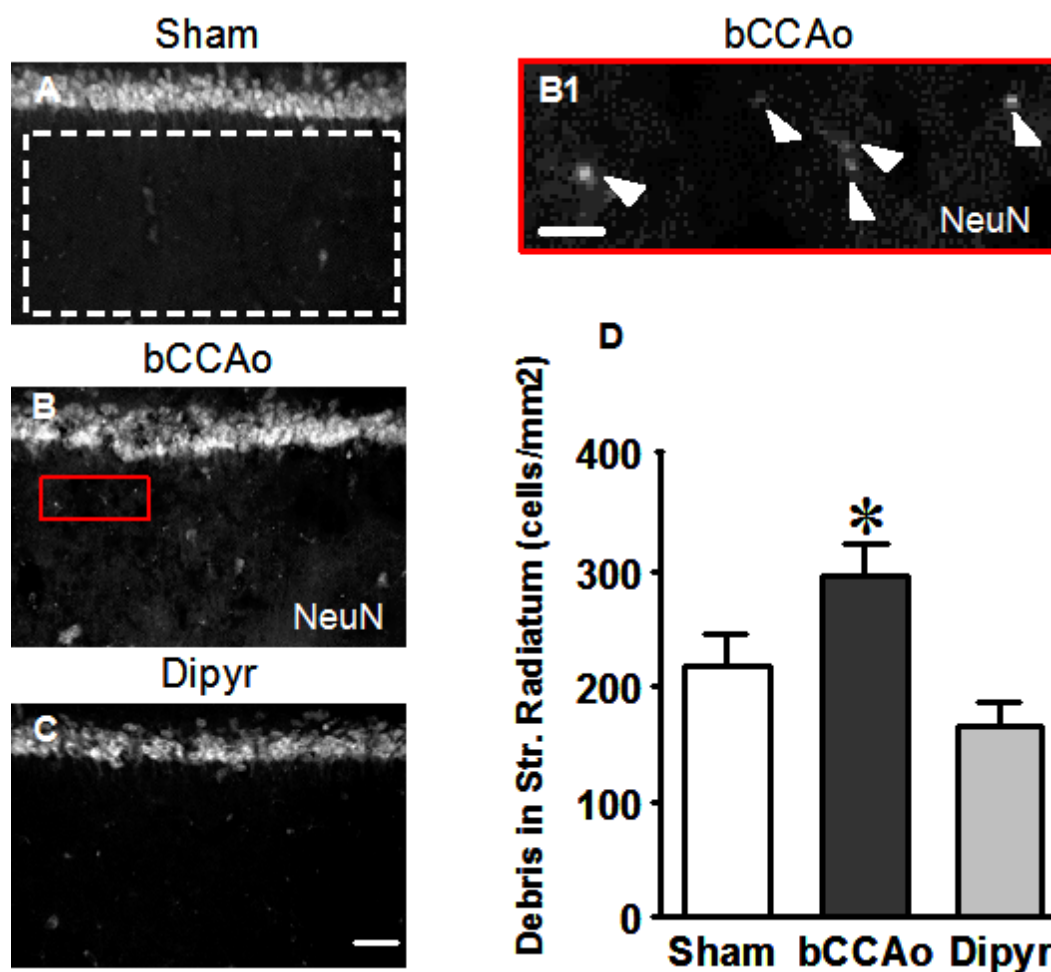 Sham
A
bCCAo
B
NeuN
Dipyr
C
bCCAo
B1
NeuN
D
Debris in Str. Radiatum (cells/mm2)
400
300
200
100
0
*
Sham bCCAo Dipyr